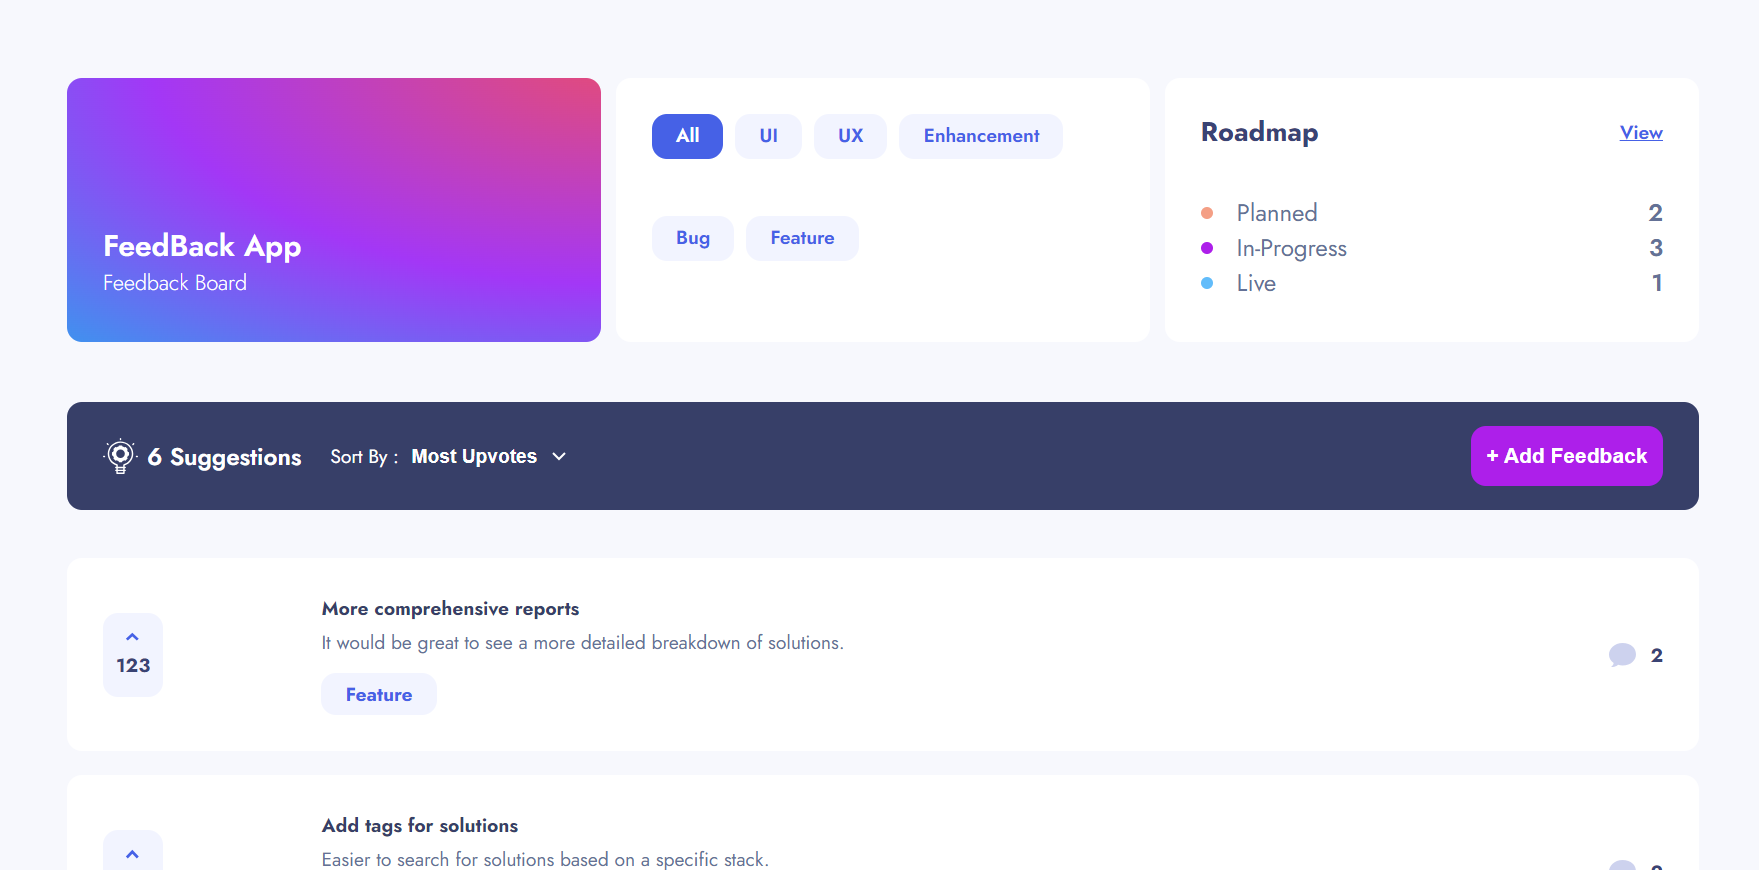 FeedBack App
Feedback Board
All UI UX Enhancement
Bug Feature
Roadmap View
Planned 2
In-Progress 3
Live 1
6 Suggestions Sort By : Most Upvotes
+ Add Feedback
More comprehensive reports
It would be great to see a more detailed breakdown of solutions.
Feature
123
2
Add tags for solutions
Easier to search for solutions based on a specific stack.